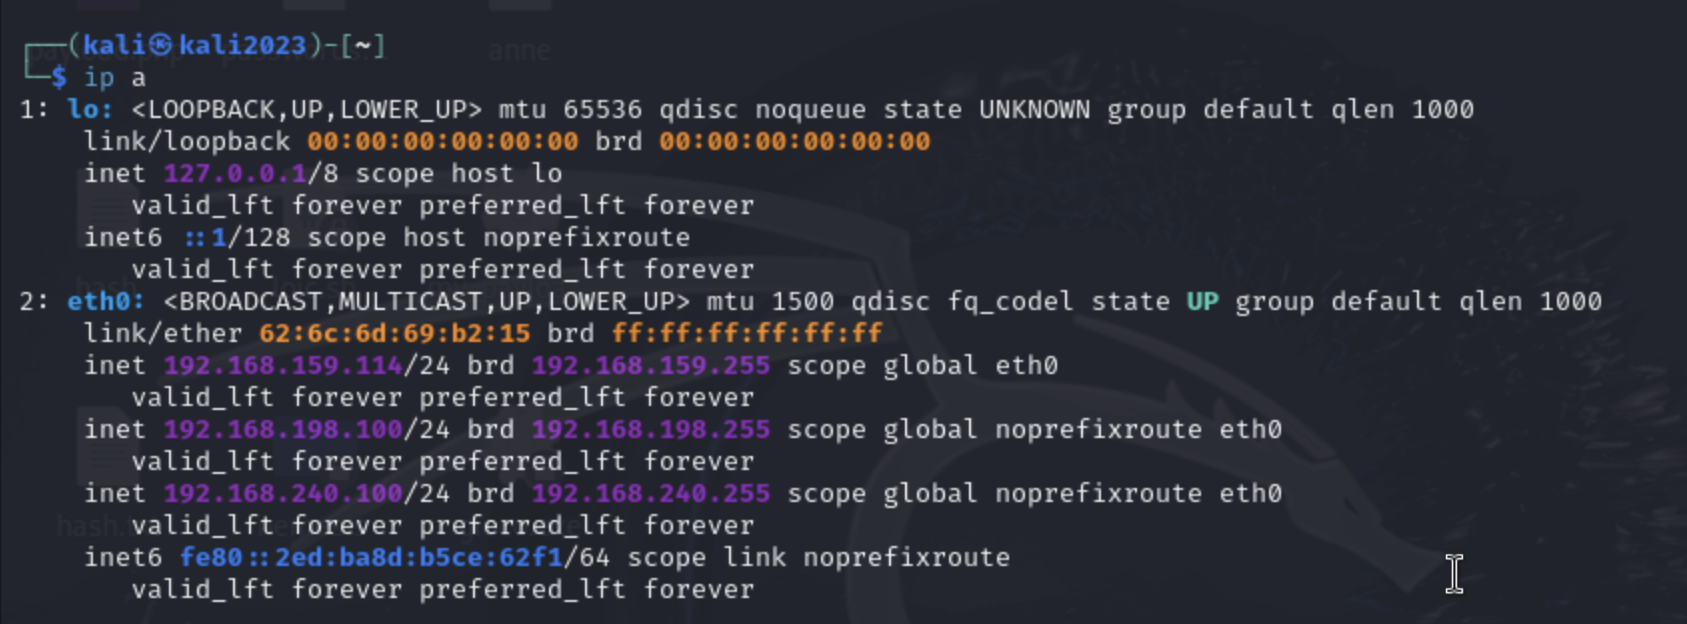 ┌──(kali㉿kali2023)-[~]
└─$ ip a
1: lo: <LOOPBACK,UP,LOWER_UP> mtu 65536 qdisc noqueue state UNKNOWN group default qlen 1000
link/loopback 00:00:00:00:00:00 brd 00:00:00:00:00:00
inet 127.0.0.1/8 scope host lo
valid_lft forever preferred_lft forever
inet6 ::1/128 scope host noprefixroute
valid_lft forever preferred_lft forever
2: eth0: <BROADCAST,MULTICAST,UP,LOWER_UP> mtu 1500 qdisc fq_codel state UP group default qlen 1000
link/ether 62:6c:6d:69:b2:15 brd ff:ff:ff:ff:ff:ff
inet 192.168.159.114/24 brd 192.168.159.255 scope global eth0
valid_lft forever preferred_lft forever
inet 192.168.198.100/24 brd 192.168.198.255 scope global noprefixroute eth0
valid_lft forever preferred_lft forever
inet 192.168.240.100/24 brd 192.168.240.255 scope global noprefixroute eth0
valid_lft forever preferred_lft forever
inet6 fe80::2ed:ba8d:b5ce:62f1/64 scope link noprefixroute
valid_lft forever preferred_lft forever
anne